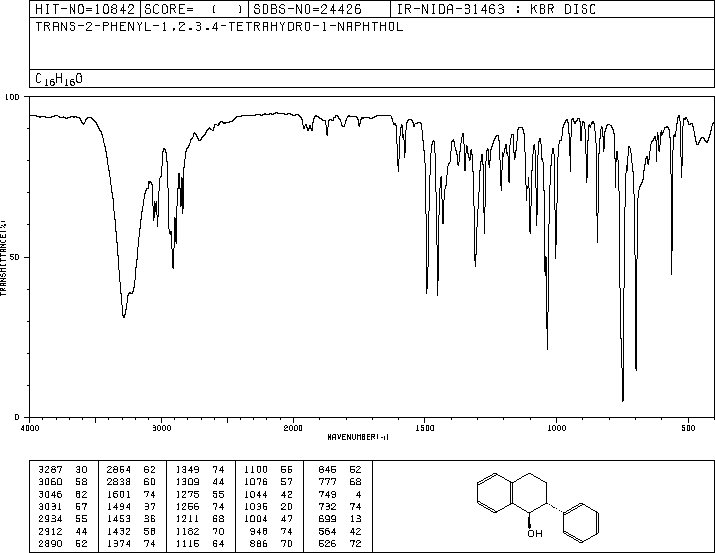 HIT-NO=10842 SCORE= ( ) SDBS-NO=24426 IR-NIDA-31463 : KBR DISC
TRANS-2-PHENYL-1,2,3,4-TETRAHYDRO-1-NAPHTHOL
C16H16O
100
50
0
TRANSMITTANCE(%)
4000 3000 2000 1500 1000 500
WAVENUMBER(-1)
3287 30 2864 62 1349 74 1100 55 845 52
3060 58 2838 60 1309 44 1076 57 777 68
3046 62 1601 74 1275 55 1044 42 749 4
3031 57 1494 37 1256 74 1036 20 732 74
2934 55 1453 36 1211 68 1004 47 699 13
2912 44 1432 58 1182 70 948 74 564 42
2890 52 1374 74 1115 64 886 70 526 72
OH